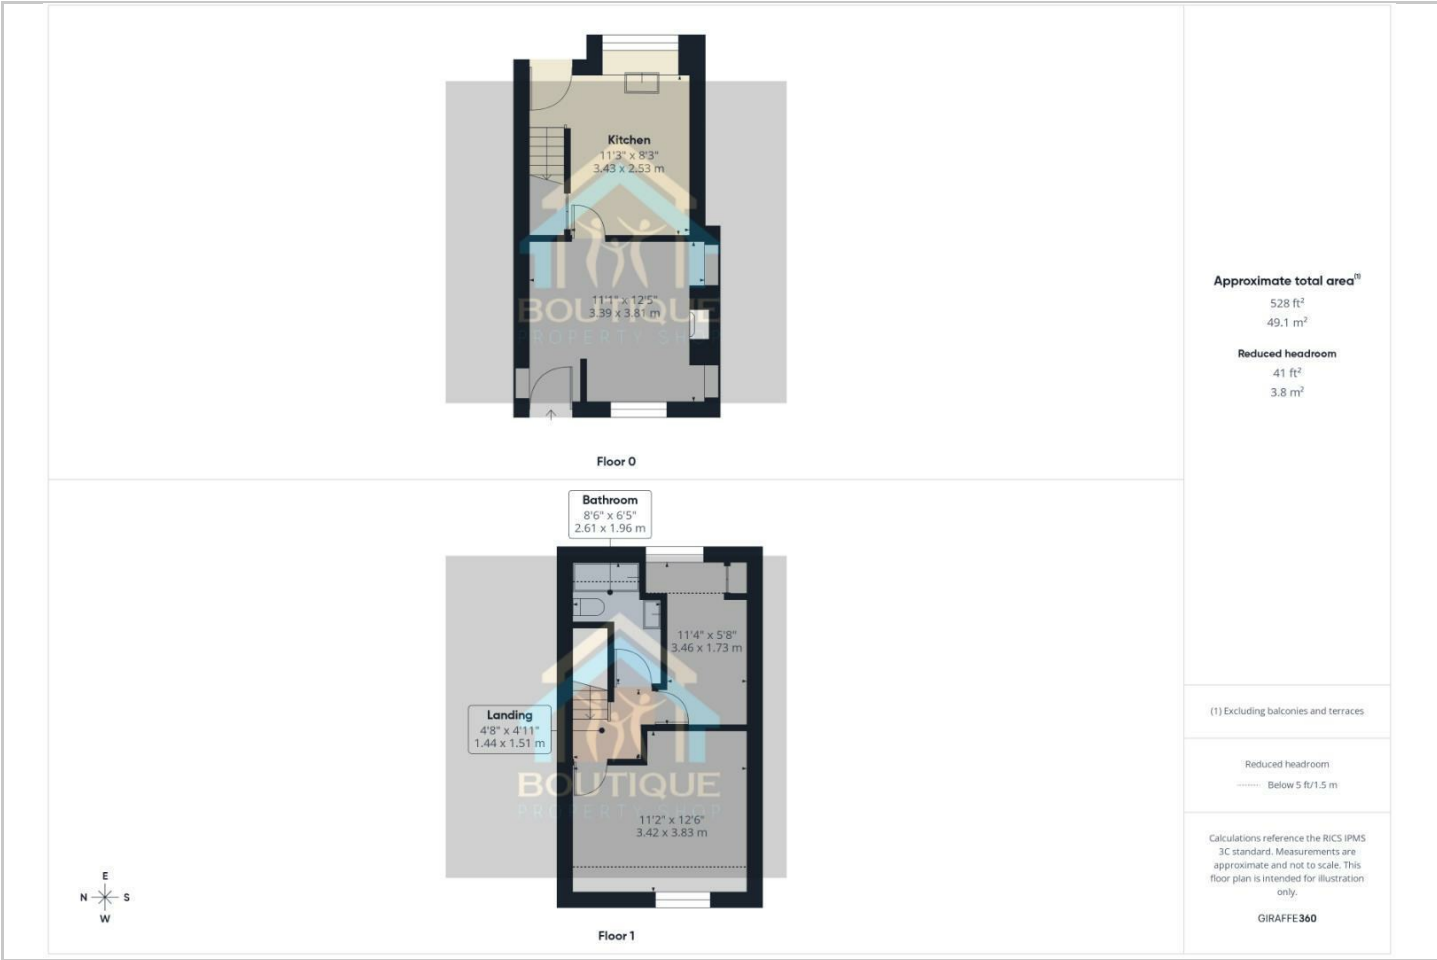 Kitchen
11'3" x 8'3"
3.43 x 2.53 m
11'1" x 12'5"
3.39 x 3.81 m
BOUTIQUE
PROPERTY SHOP
Floor 0
Approximate total area(1)
528 ft²
49.1 m²
Reduced headroom
41 ft²
3.8 m²
Bathroom
8'6" x 6'5"
2.61 x 1.96 m
11'4" x 5'8"
3.46 x 1.73 m
Landing
4'8" x 4'11"
1.44 x 1.51 m
BOUTIQUE
PROPERTY SHOP
11'2" x 12'6"
3.42 x 3.83 m
E
N S
W
Floor 1
(1) Excluding balconies and terraces
Reduced headroom
Below 5 ft/1.5 m
Calculations reference the RICS IPMS
3C standard. Measurements are
approximate and not to scale. This
floor plan is intended for illustration
only.
GIRAFFE360